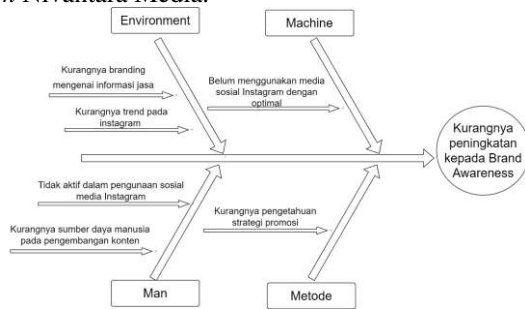 Nivantara Media.
Environment
Machine
Kurangnya branding
mengenai informasi jasa
Belum menggunakan media
sosial Instagram dengan
optimal
Kurangnya trend pada
instagram
Kurangnya
peningkatan
kepada Brand
Awareness
Tidak aktif dalam pengunaan sosial
media Instagram
Kurangnya pengetahuan
strategi promosi
Kurangnya sumber daya manusia
pada pengembangan konten
Man
Metode